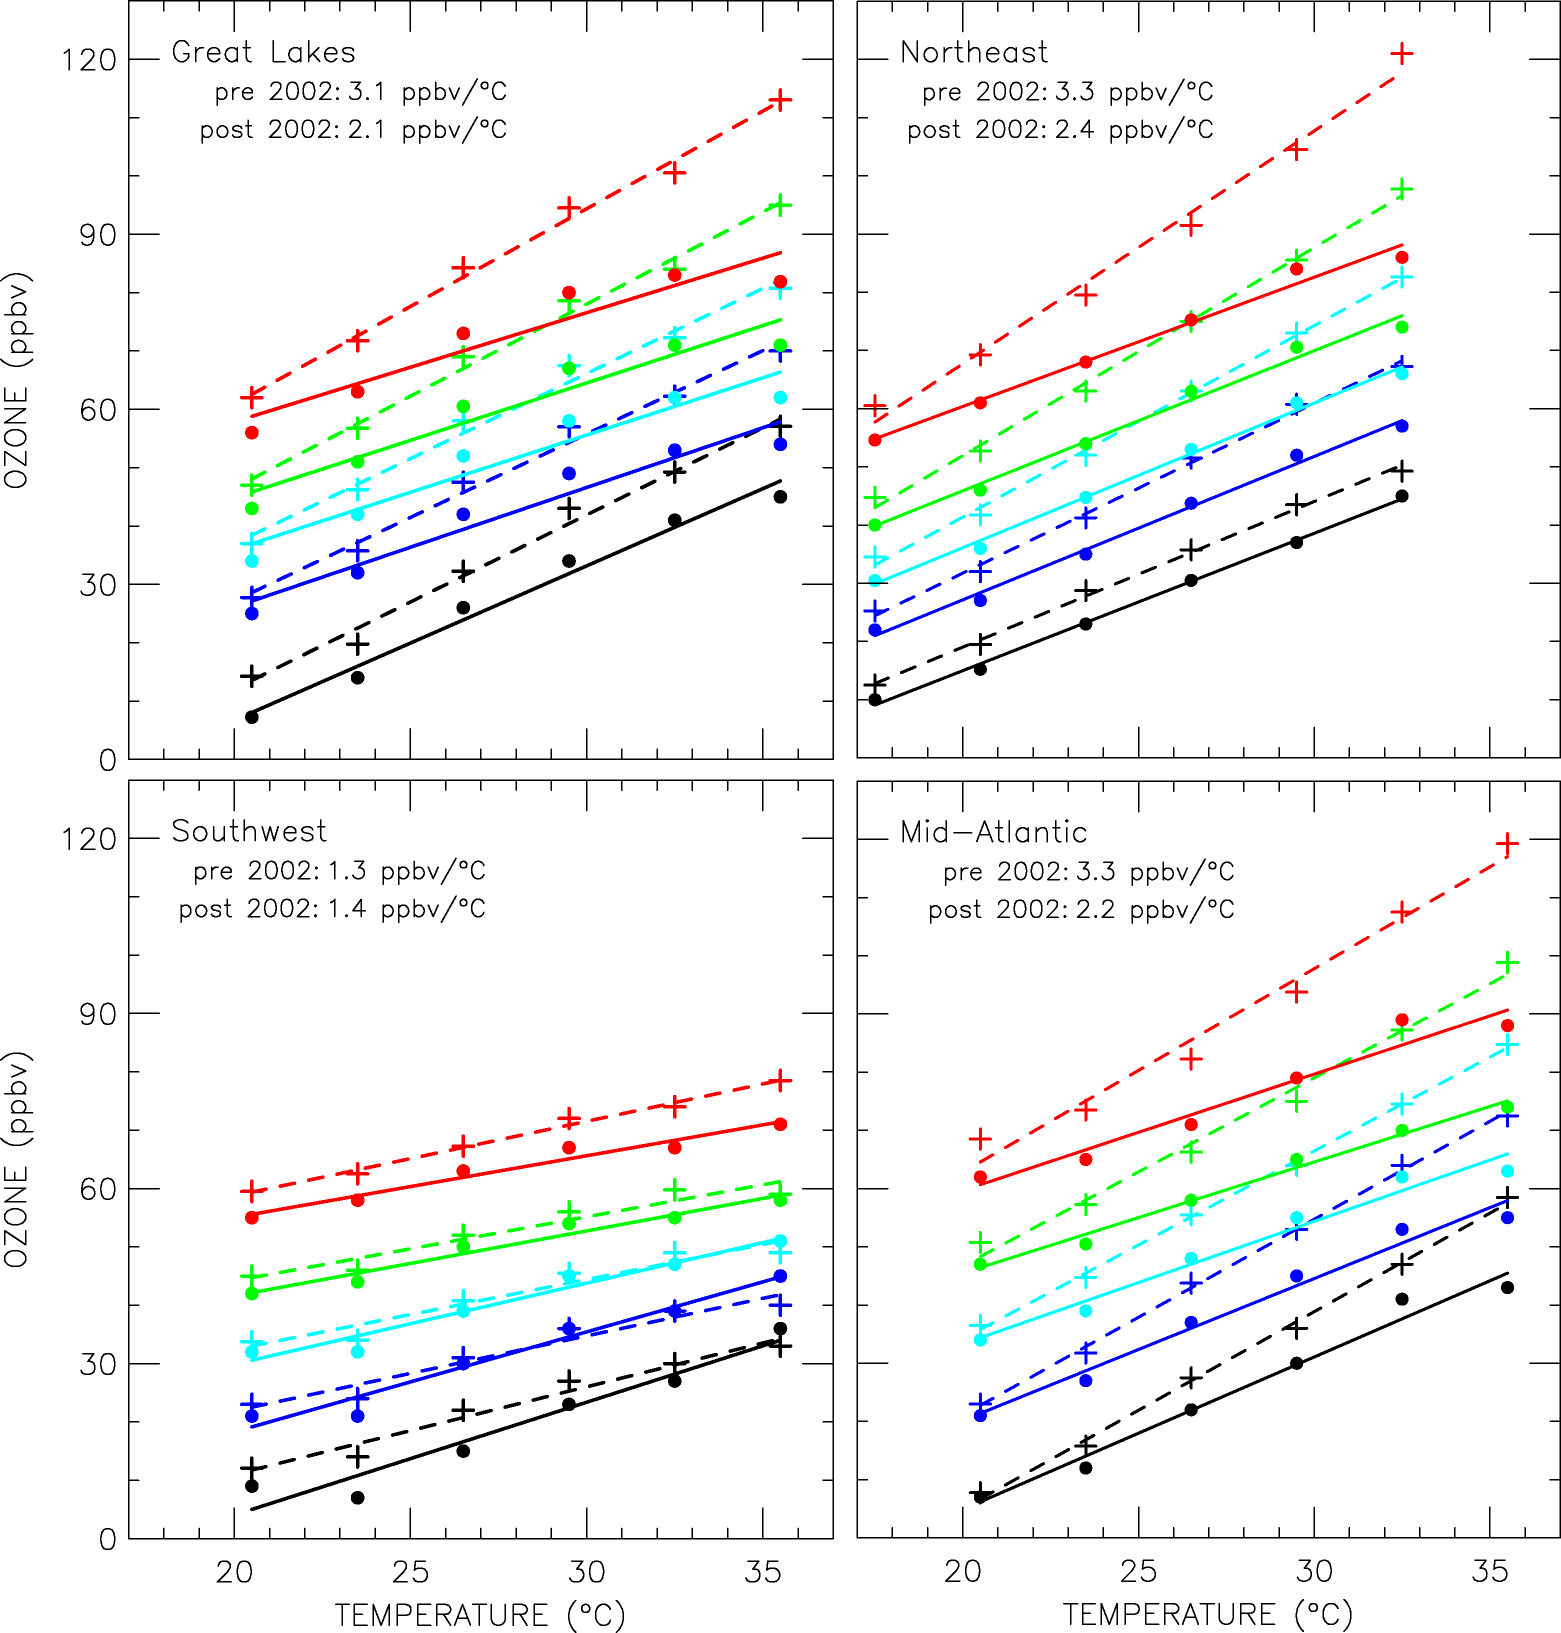 Great Lakes
pre 2002: 3.1 ppbv/°C
post 2002: 2.1 ppbv/°C
120
90
60
30
0
OZONE (ppbv)
Northeast
pre 2002: 3.3 ppbv/°C
post 2002: 2.4 ppbv/°C
Southwest
pre 2002: 1.3 ppbv/°C
post 2002: 1.4 ppbv/°C
120
90
60
30
0
OZONE (ppbv)
20 25 30 35
TEMPERATURE (°C)
Mid-Atlantic
pre 2002: 3.3 ppbv/°C
post 2002: 2.2 ppbv/°C
20 25 30 35
TEMPERATURE (°C)